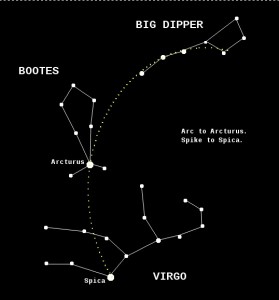 BIG DIPPER
BOOTES
Arc to Arcturus.
Spike to Spica.
Arcturus
VIRGO
Spica